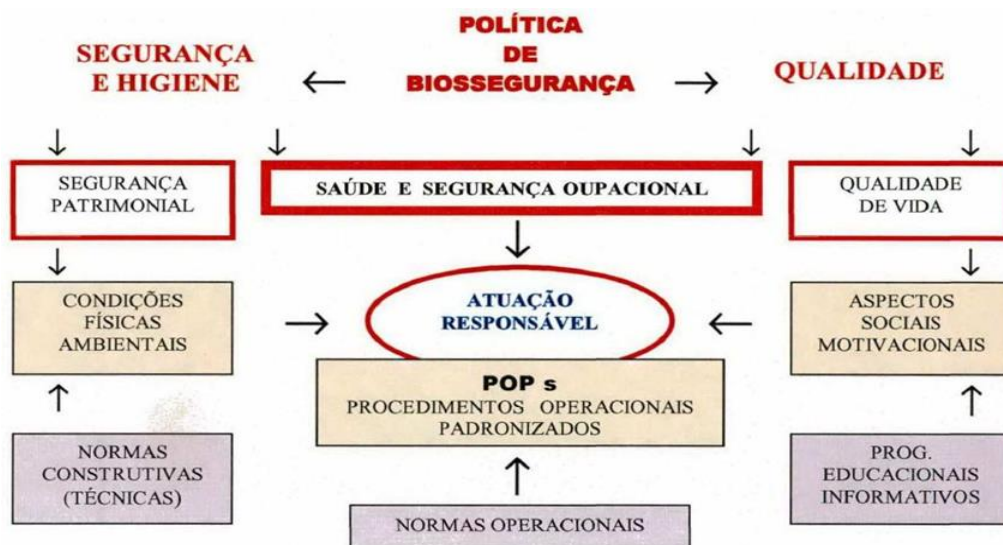 POLÍTICA
DE
BIOSSEGURANÇA
SEGURANÇA
E HIGIENE
QUALIDADE
SEGURANÇA
PATRIMONIAL
SAÚDE E SEGURANÇA OUPACIONAL
QUALIDADE
DE VIDA
CONDIÇÕES
FÍSICAS
AMBIENTAIS
ATUAÇÃO
RESPONSÁVEL
ASPECTOS
SOCIAIS
MOTIVACIONAIS
POP s
PROCEDIMENTOS OPERACIONAIS
PADRONIZADOS
NORMAS
CONSTRUTIVAS
(TÉCNICAS)
NORMAS OPERACIONAIS
PROG.
EDUCACIONAIS
INFORMATIVOS